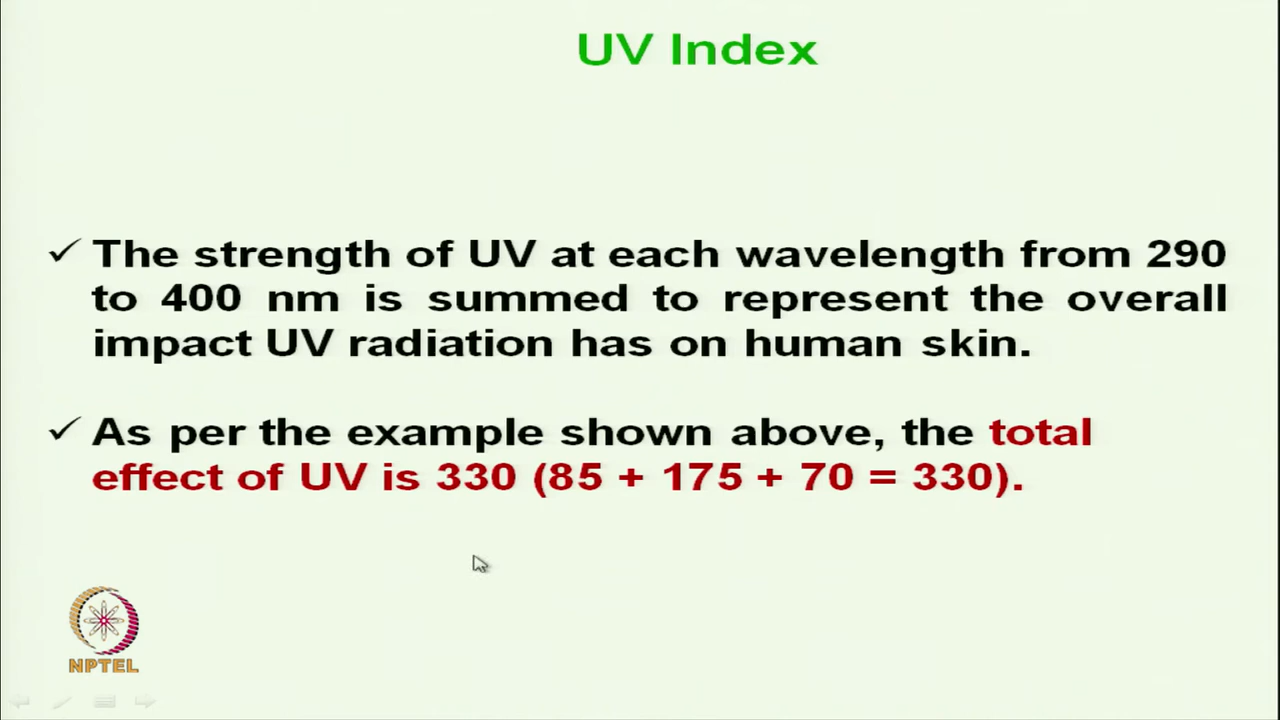 UV Index
✓ The strength of UV at each wavelength from 290
to 400 nm is summed to represent the overall
impact UV radiation has on human skin.
✓ As per the example shown above, the total
effect of UV is 330 (85 + 175 + 70 = 330).
NPTEL